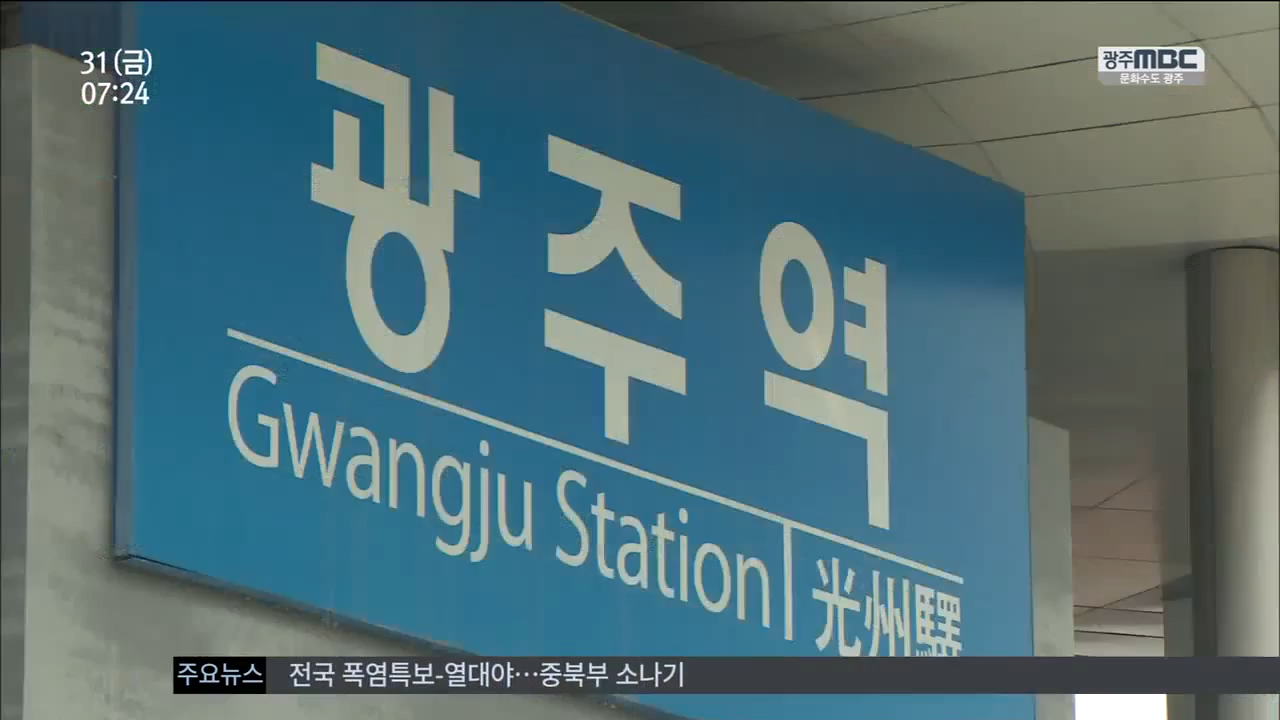 31(금)
07:24
광주MBC
문화수도 광주
광주역
Gwangju Station 光州驛
주요뉴스 전국 폭염특보-열대야…중북부 소나기